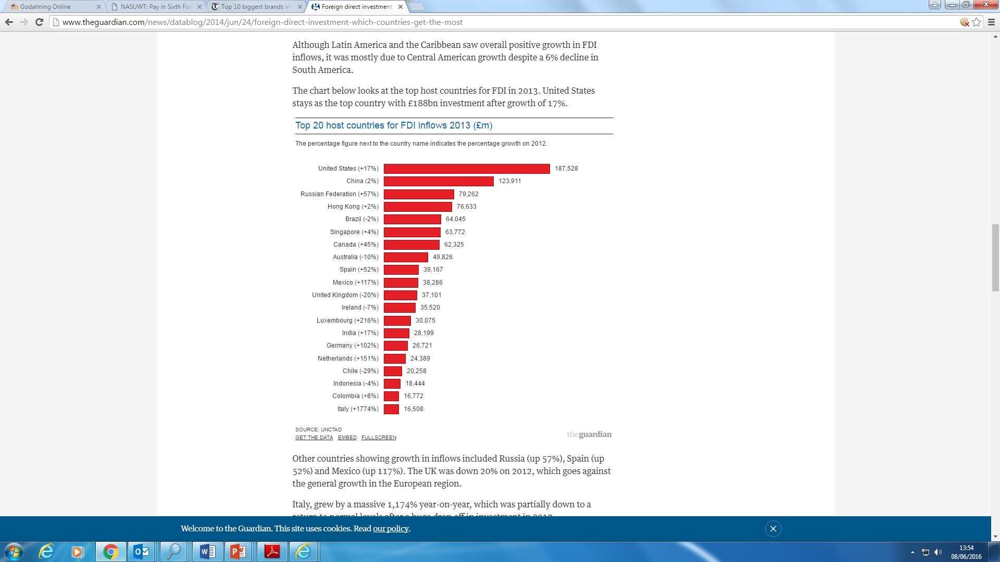 Godalming Online
NASUWT: Pay in Sixth For
Top 10 biggest brands in
Foreign direct investment
www.theguardian.com/news/datablog/2014/jun/24/foreign-direct-investment-which-countries-get-the-most
Although Latin America and the Caribbean saw overall positive growth in FDI
inflows, it was mostly due to Central American growth despite a 6% decline in
South America.
The chart below looks at the top host countries for FDI in 2013. United States
stays as the top country with £188bn investment after growth of 17%.
Top 20 host countries for FDI inflows 2013 (£m)
The percentage figure next to the country name indicates the percentage growth on 2012.
United States (+17%) 187,528
China (2%) 123,911
Russian Federation (+57%) 79,262
Hong Kong (+2%) 76,633
Brazil (-2%) 64,045
Singapore (+4%) 63,772
Canada (+45%) 62,325
Australia (-10%) 49,826
Spain (+52%) 39,167
Mexico (+117%) 38,286
United Kingdom (-20%) 37,101
Ireland (-7%) 35,520
Luxembourg (+216%) 30,075
India (+17%) 28,199
Germany (+102%) 26,721
Netherlands (+151%) 24,389
Chile (-29%) 20,258
Indonesia (-4%) 18,444
Colombia (+8%) 16,772
Italy (+1774%) 16,508
SOURCE: UNCTAD
GET THE DATA EMBED FULLSCREEN
theguardian
Other countries showing growth in inflows included Russia (up 57%), Spain (up
52%) and Mexico (up 117%). The UK was down 20% on 2012, which goes against
the general growth in the European region.
Italy, grew by a massive 1,174% year-on-year, which was partially down to a
return to normal levels after a huge drop off in investment in 2012
Welcome to the Guardian. This site uses cookies. Read our policy.
13:54
08/06/2016